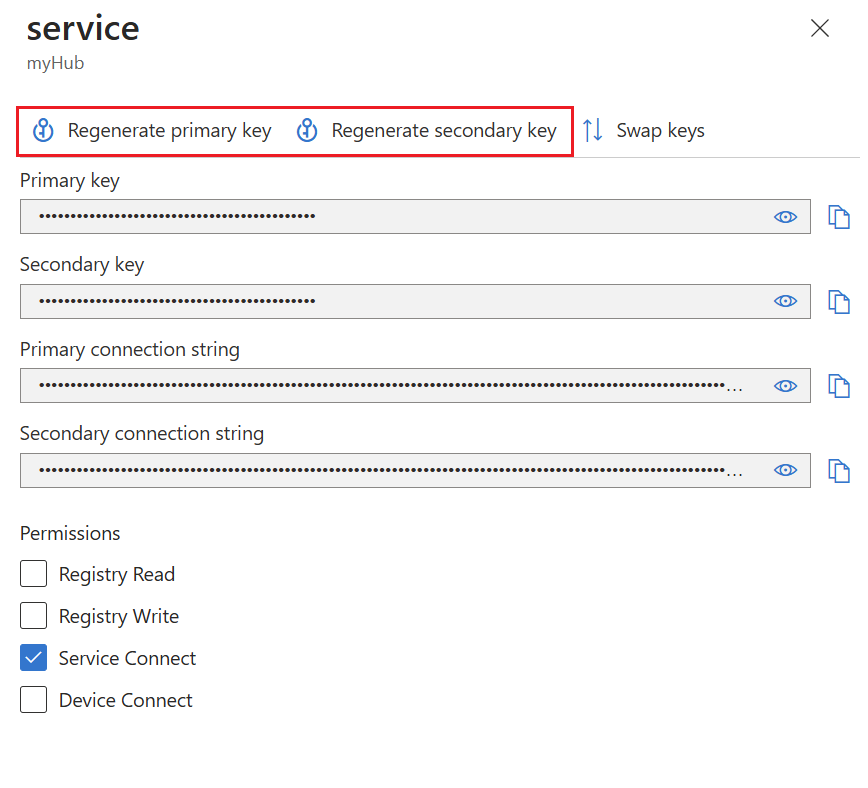 service
myHub
Regenerate primary key Regenerate secondary key Swap keys
Primary key
••••••••••••••••••••••••••••••••••••••••••••
Secondary key
••••••••••••••••••••••••••••••••••••••••••••
Primary connection string
••••••••••••••••••••••••••••••••••••••••••••••••••••••••••••••••••••••••••••••••••••••••••••••••••••••••••••••...
Secondary connection string
••••••••••••••••••••••••••••••••••••••••••••••••••••••••••••••••••••••••••••••••••••••••••••••••••••••••••••••...
Permissions
Registry Read
Registry Write
Service Connect
Device Connect